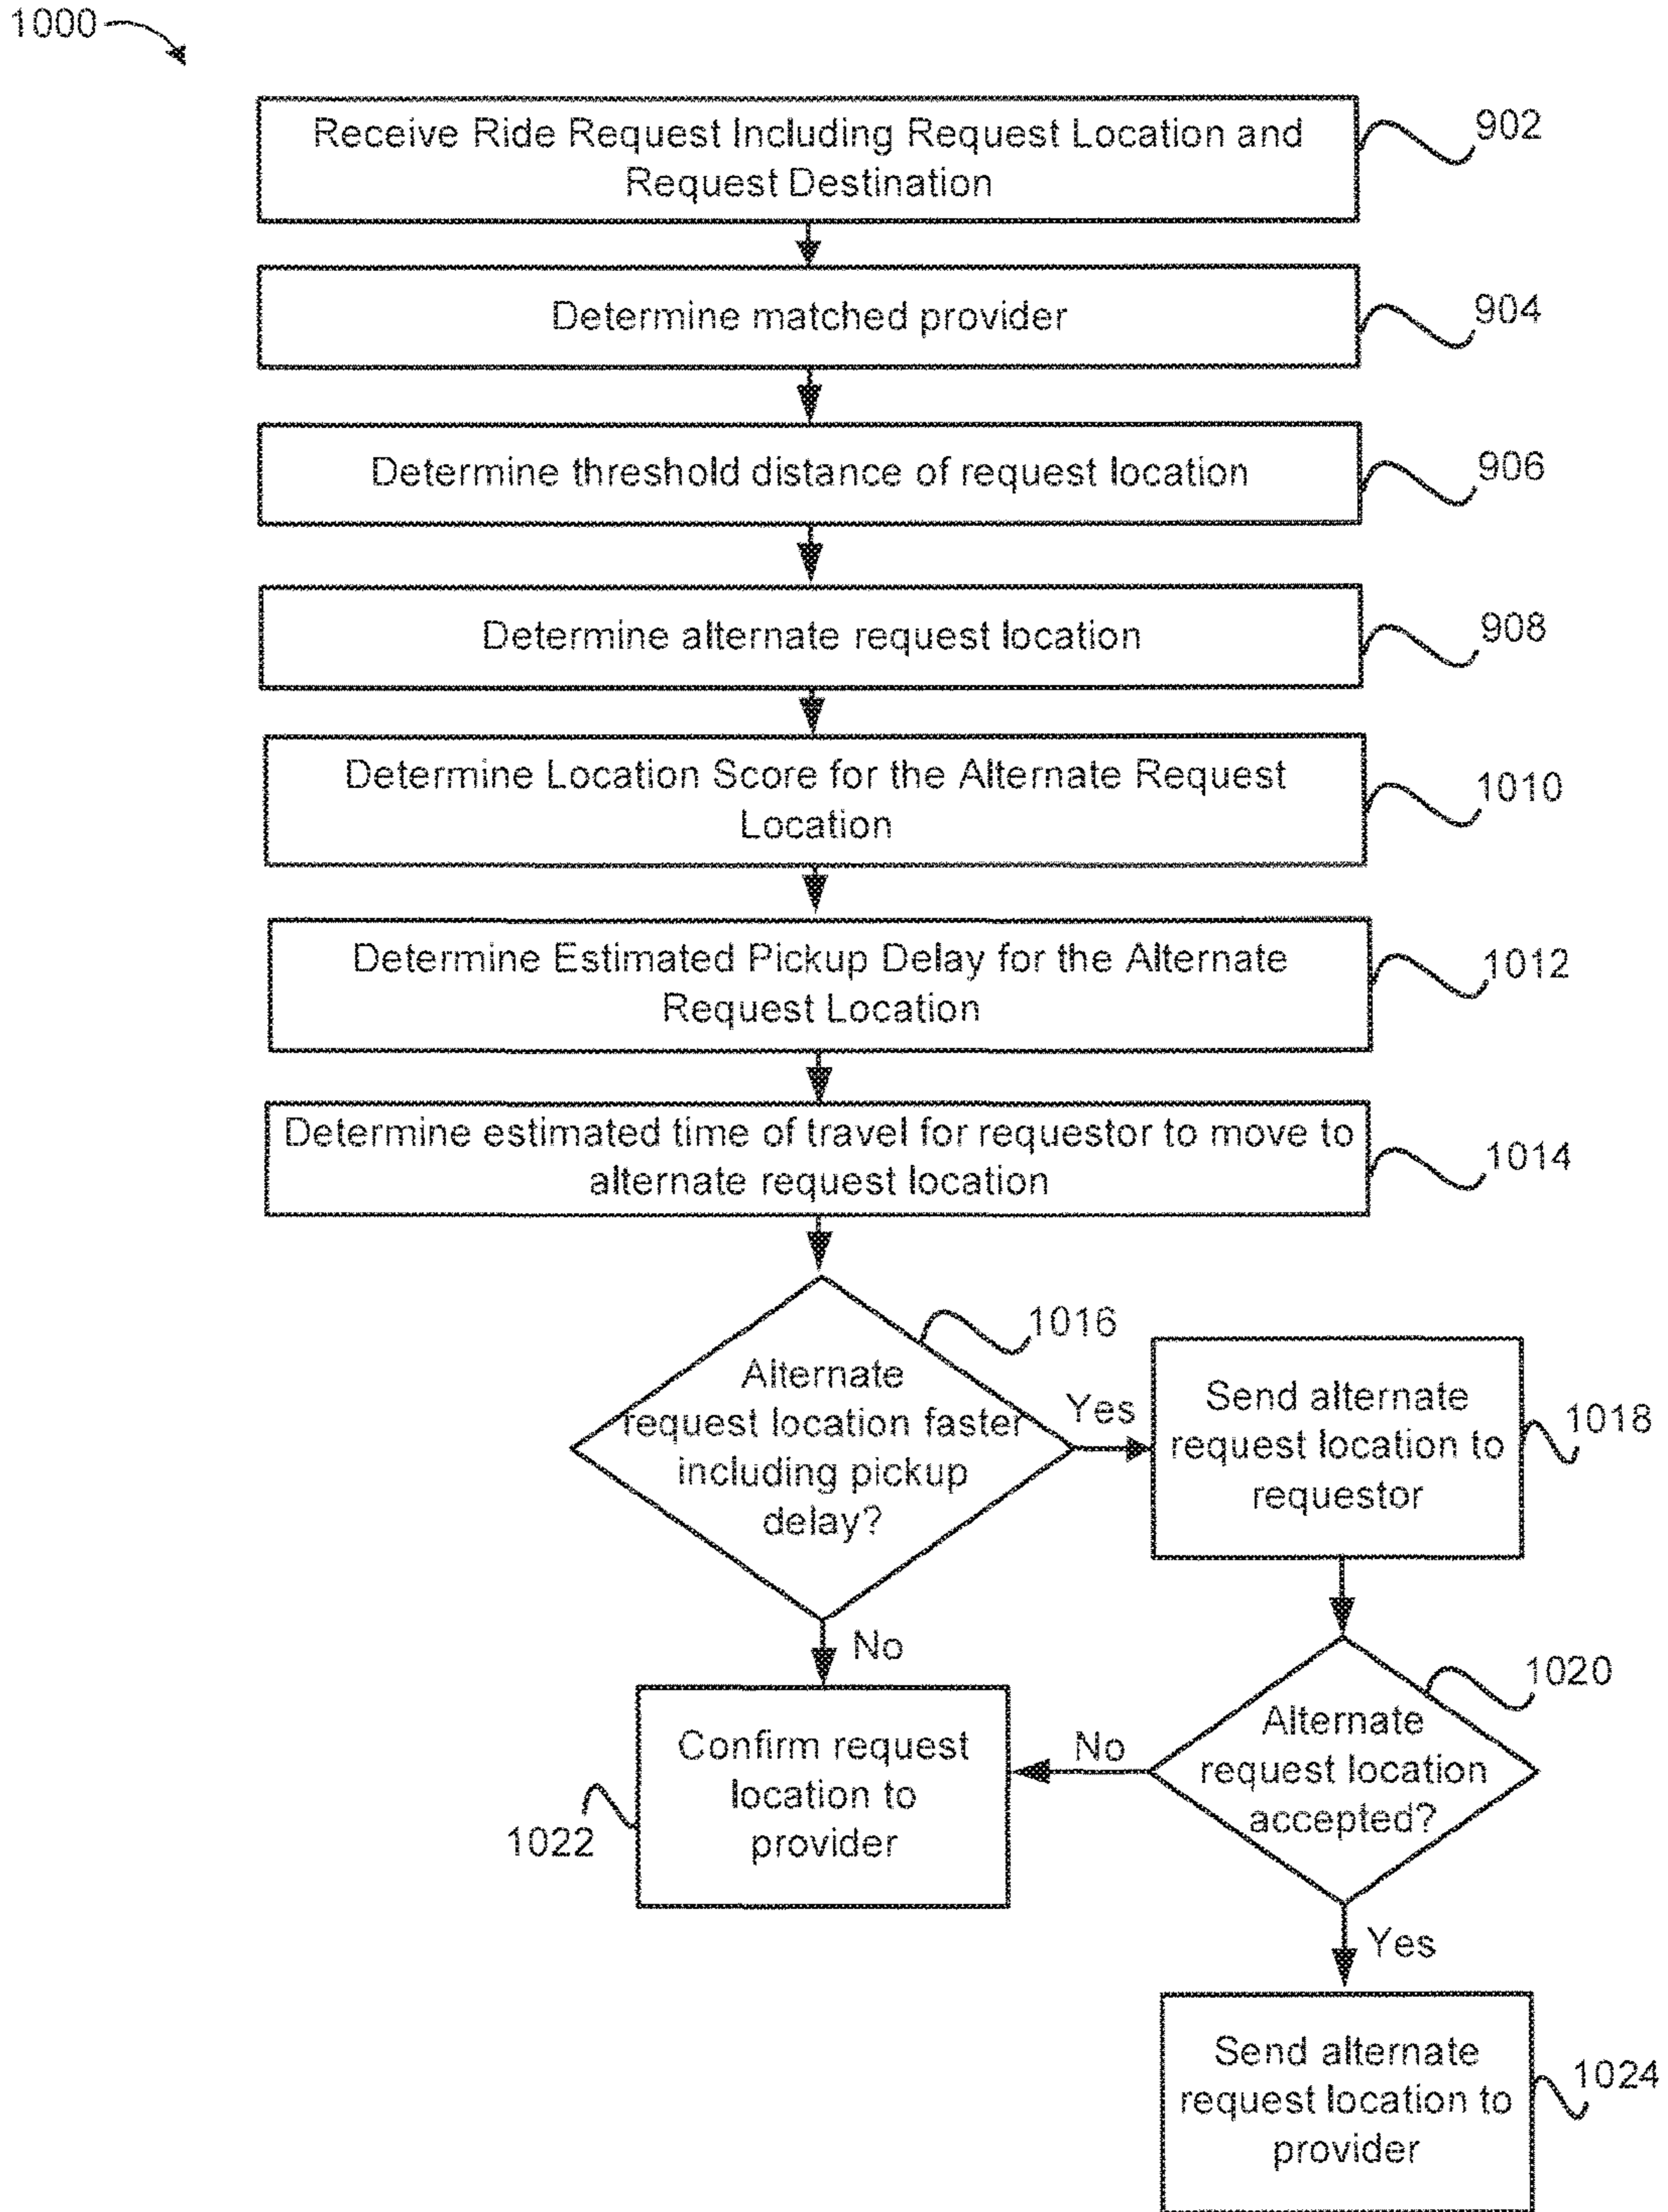 1000
Receive Ride Request Including Request Location and
Request Destination
902
Determine matched provider
904
Determine threshold distance of request location
906
Determine alternate request location
908
Determine Location Score for the Alternate Request
Location
1010
Determine Estimated Pickup Delay for the Alternate
Request Location
1012
Determine estimated time of travel for requestor to move to
alternate request location
1014
Alternate
request location faster
including pickup
delay?
1016
Yes
Send alternate
request location to
requestor
1018
No
Confirm request
location to
provider
1022
No
Alternate
request location
accepted?
1020
Yes
Send alternate
request location to
provider
1024